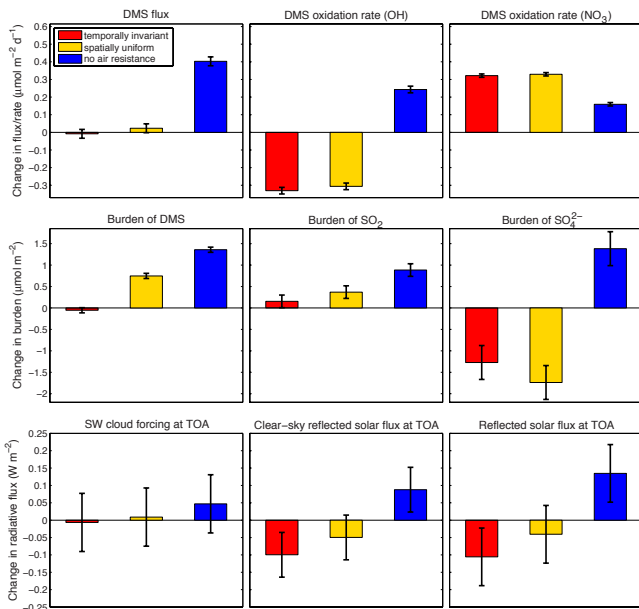 DMS flux
DMS oxidation rate (OH)
DMS oxidation rate (NO₃)
temporally invariant
spatially uniform
no air resistance
Change in flux/rate (μmol m⁻² d⁻¹)
0.6
0.5
0.4
0.3
0.2
0.1
0
−0.1
−0.2
−0.3
Burden of DMS
Burden of SO₂
Burden of SO₄²⁻
Change in burden (μmol m⁻²)
1.5
1
0.5
0
−0.5
−1
−1.5
−2
SW cloud forcing at TOA
Clear−sky reflected solar flux at TOA
Reflected solar flux at TOA
Change in radiative flux (W m⁻²)
0.25
0.2
0.15
0.1
0.05
0
−0.05
−0.1
−0.15
−0.2
−0.25